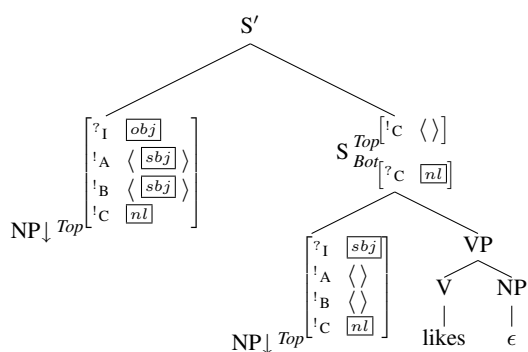 S′
?I obj
!A ⟨ sbj ⟩
!B ⟨ sbj ⟩
!C nl
NP↓ Top
S Top !C ⟨ ⟩
Bot ?C nl
?I sbj
!A ⟨⟩
!B ⟨⟩
!C nl
NP↓ Top
VP
V NP
likes ϵ